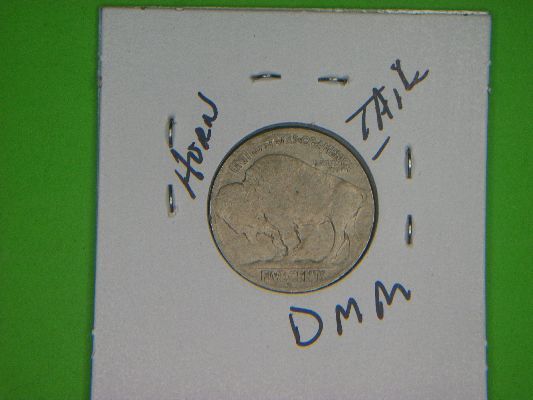 HORN
TAIL
UNITED STATES OF AMERICA
FIVE CENTS
DMM